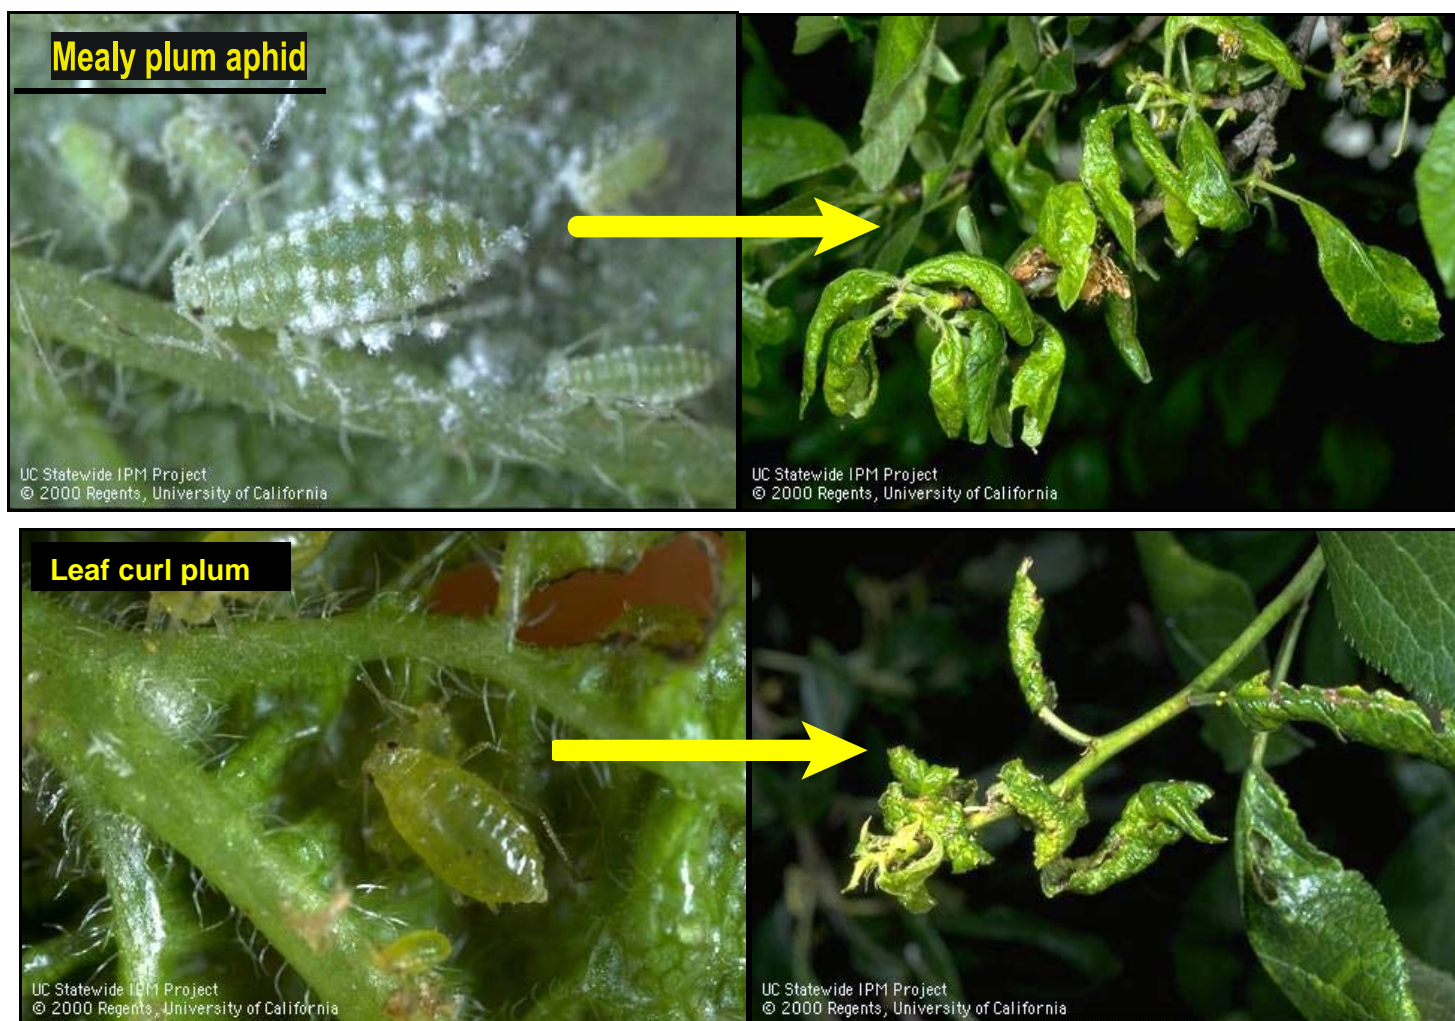 Mealy plum aphid
UC Statewide IPM Project
© 2000 Regents, University of California
UC Statewide IPM Project
© 2000 Regents, University of California
Leaf curl plum
UC Statewide IPM Project
© 2000 Regents, University of California
UC Statewide IPM Project
© 2000 Regents, University of California